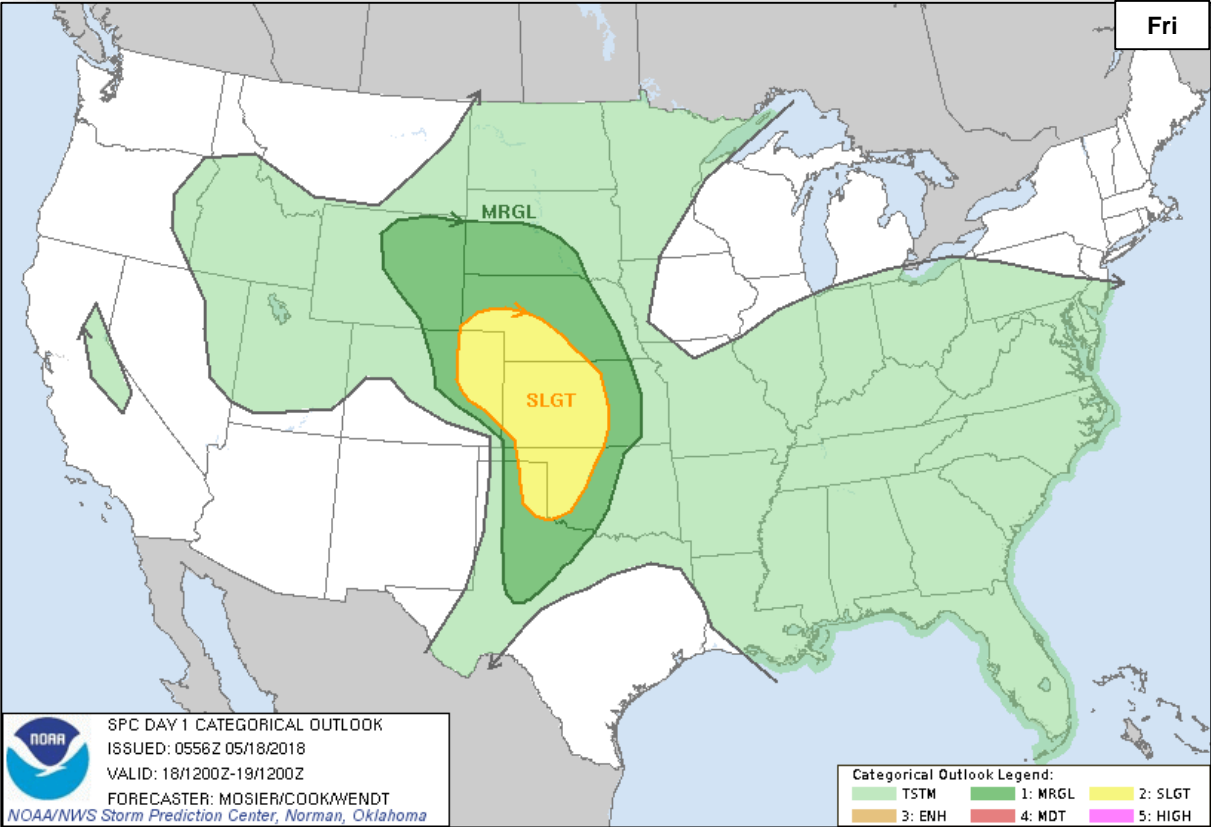 Fri
MRGL
SLGT
NOAA
SPC DAY 1 CATEGORICAL OUTLOOK
ISSUED: 0556Z 05/18/2018
VALID: 18/1200Z-19/1200Z
FORECASTER: MOSIER/COOK/WENDT
NOAA/NWS Storm Prediction Center, Norman, Oklahoma
Categorical Outlook Legend:
TSTM 1: MRGL 2: SLGT
3: ENH 4: MDT 5: HIGH